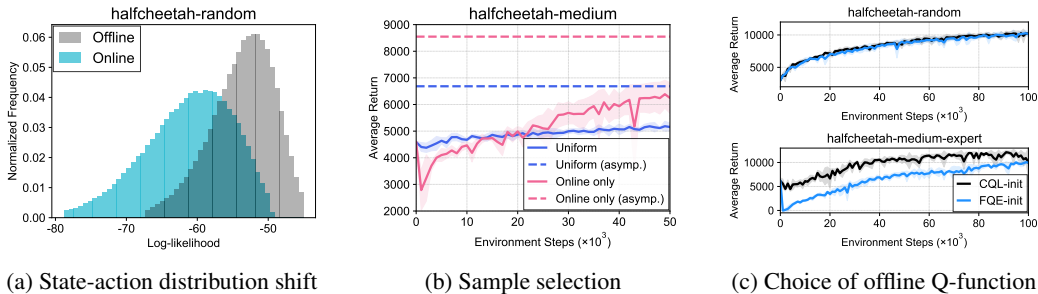 halfcheetah-random
Normalized Frequency
0.06
0.05
0.04
0.03
0.02
0.01
0.00
Offline
Online
-80
-70
-60
-50
Log-likelihood
(a) State-action distribution shift
halfcheetah-medium
Average Return
9000
8000
7000
6000
5000
4000
3000
2000
Uniform
Uniform (asymp.)
Online only
Online only (asymp.)
0
10
20
30
40
50
Environment Steps (×10³)
(b) Sample selection
halfcheetah-random
Average Return
10000
5000
0
0
20
40
60
80
100
Environment Steps (×10³)
halfcheetah-medium-expert
Average Return
10000
5000
0
CQL-init
FQE-init
0
20
40
60
80
100
Environment Steps (×10³)
(c) Choice of offline Q-function